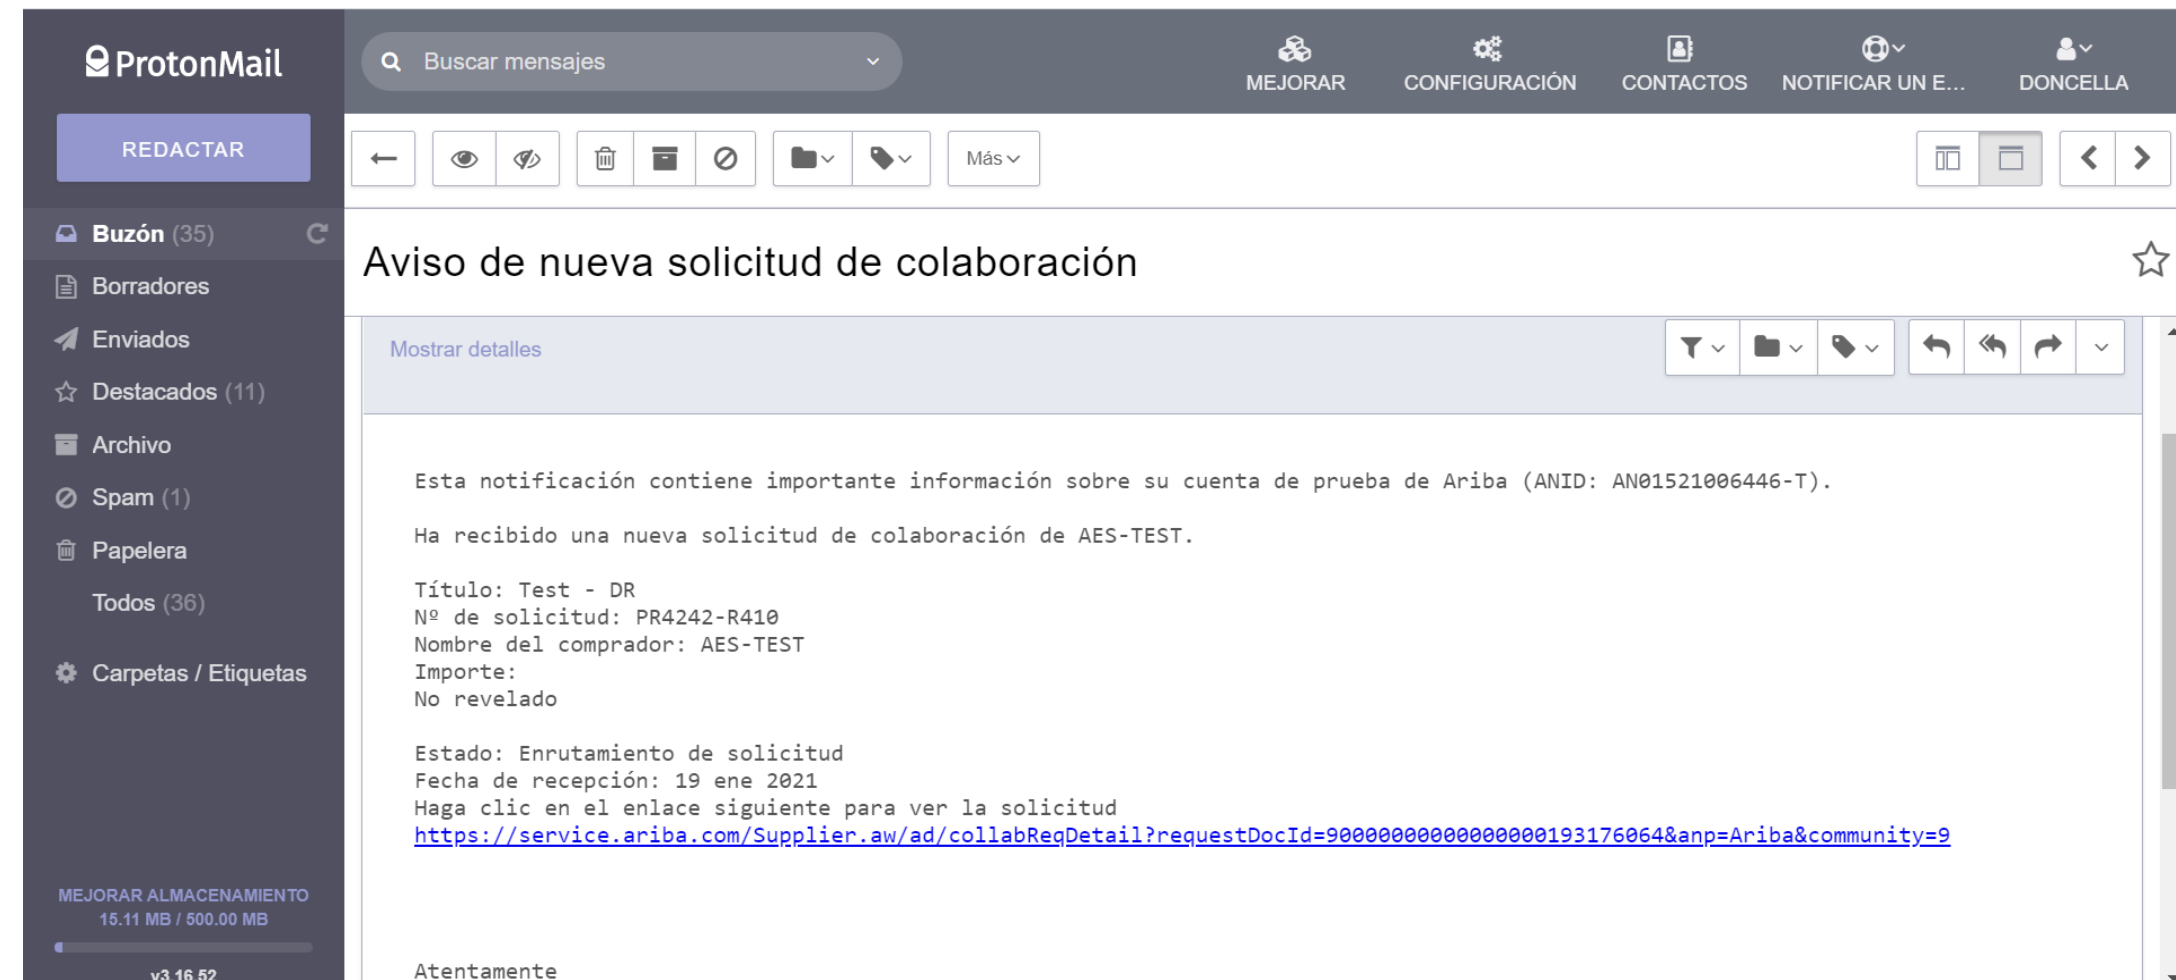 ProtonMail
Buscar mensajes
MEJORAR
CONFIGURACIÓN
CONTACTOS
NOTIFICAR UN E...
DONCELLA
REDACTAR
Más
Buzón (35)
Borradores
Enviados
Destacados (11)
Archivo
Spam (1)
Papelera
Todos (36)
Carpetas / Etiquetas
MEJORAR ALMACENAMIENTO
15.11 MB / 500.00 MB
v3.16.52
Aviso de nueva solicitud de colaboración
Mostrar detalles
Esta notificación contiene importante información sobre su cuenta de prueba de Ariba (ANID: AN01521006446-T).
Ha recibido una nueva solicitud de colaboración de AES-TEST.
Título: Test - DR
Nº de solicitud: PR4242-R410
Nombre del comprador: AES-TEST
Importe:
No revelado
Estado: Enrutamiento de solicitud
Fecha de recepción: 19 ene 2021
Haga clic en el enlace siguiente para ver la solicitud
https://service.ariba.com/Supplier.aw/ad/collabReqDetail?requestDocId=90000000000000000193176064&anp=Ariba&community=9
Atentamente